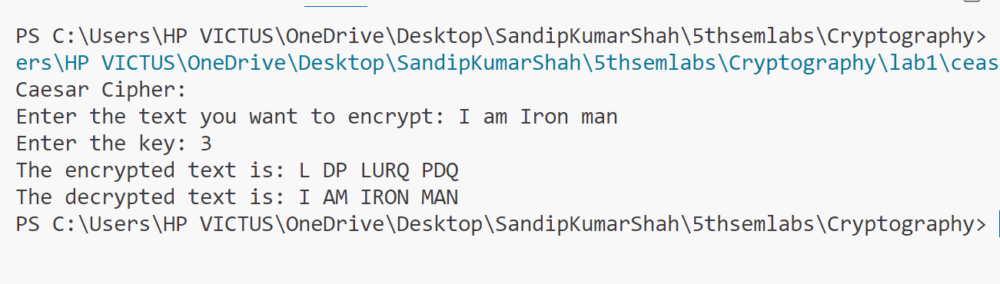 PS C:\Users\HP VICTUS\OneDrive\Desktop\SandipKumarShah\5thsemlabs\Cryptography>
ers\HP VICTUS\OneDrive\Desktop\SandipKumarShah\5thsemlabs\Cryptography\lab1\ceas
Caesar Cipher:
Enter the text you want to encrypt: I am Iron man
Enter the key: 3
The encrypted text is: L DP LURQ PDQ
The decrypted text is: I AM IRON MAN
PS C:\Users\HP VICTUS\OneDrive\Desktop\SandipKumarShah\5thsemlabs\Cryptography>